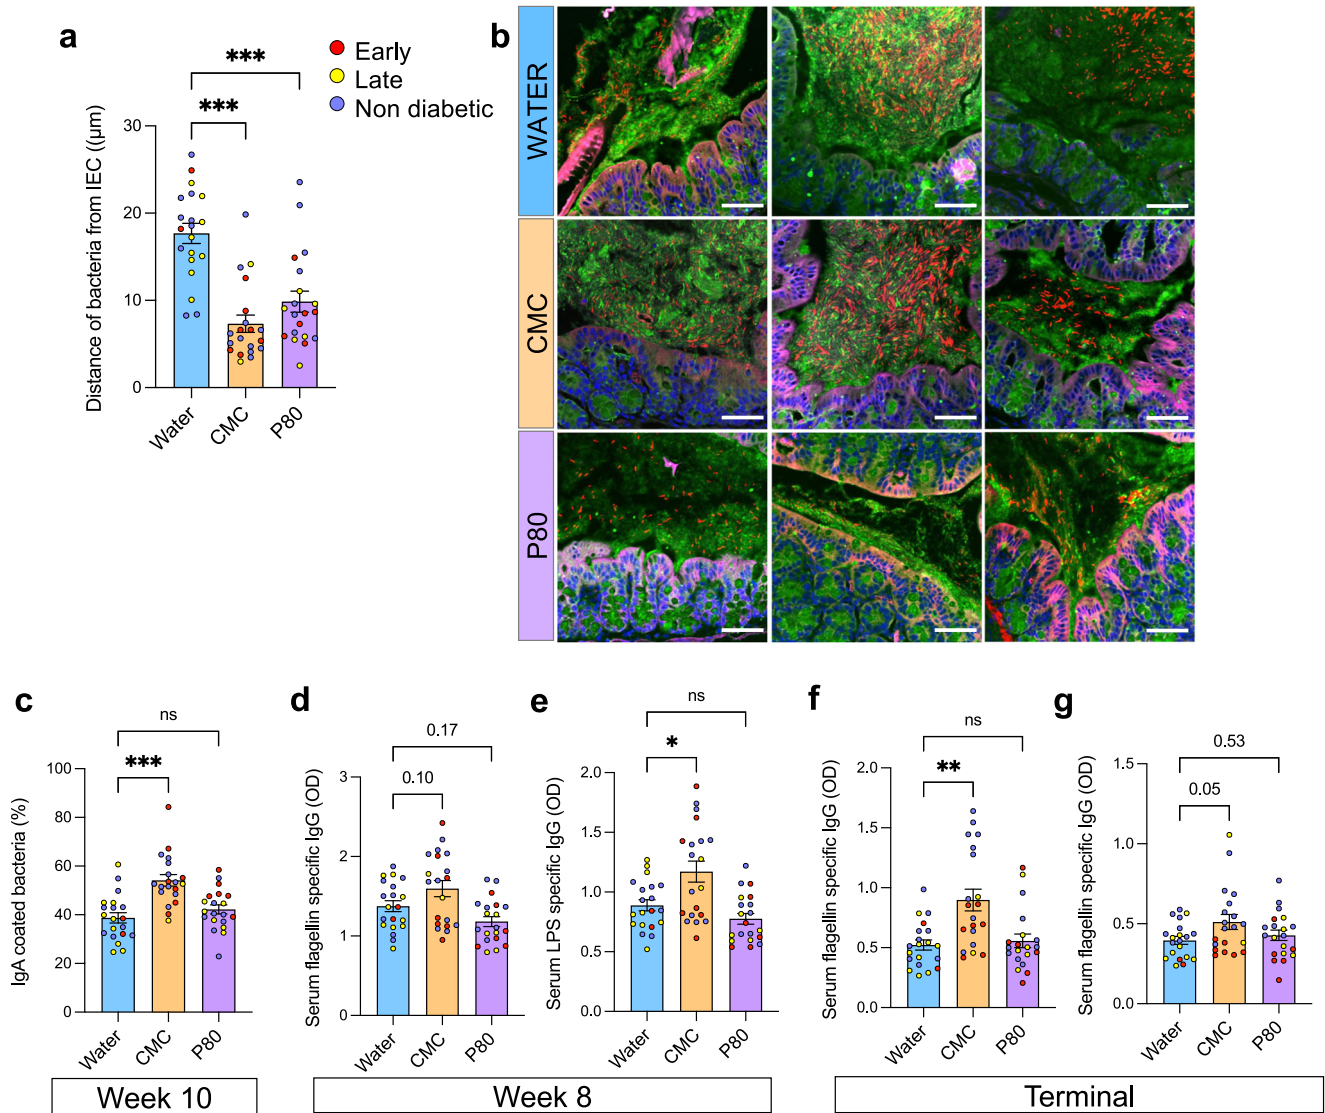 a
Early
Late
Non diabetic
***
***
Distance of bacteria from IEC ((μm)
30
20
10
0
Water
CMC
P80
b
WATER
CMC
P80
c
ns
***
IgA coated bacteria (%)
100
80
60
40
20
0
Water
CMC
P80
Week 10
d
0.17
0.10
Serum flagellin specific IgG (OD)
3
2
1
0
Water
CMC
P80
e
ns
*
Serum LPS specific IgG (OD)
2.0
1.5
1.0
0.5
0.0
Water
CMC
P80
Week 8
f
ns
**
Serum flagellin specific IgG (OD)
2.0
1.5
1.0
0.5
0.0
Water
CMC
P80
g
0.53
0.05
Serum flagellin specific IgG (OD)
1.5
1.0
0.5
0.0
Water
CMC
P80
Terminal